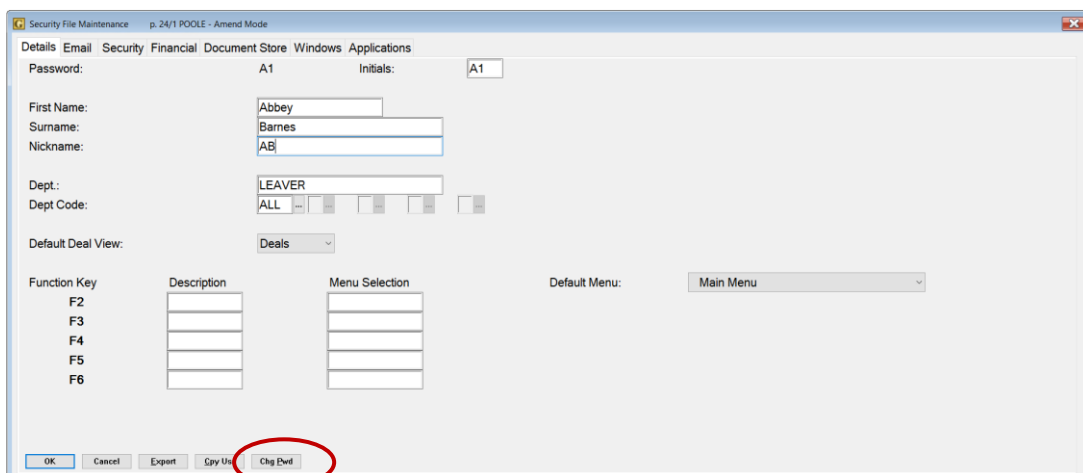 G Security File Maintenance p. 24/1 POOLE - Amend Mode
Details Email Security Financial Document Store Windows Applications
Password: A1 Initials: A1
First Name: Abbey
Surname: Barnes
Nickname: AB
Dept.: LEAVER
Dept Code: ALL ... ... ... ... ...
Default Deal View: Deals
Function Key Description Menu Selection Default Menu: Main Menu
F2
F3
F4
F5
F6
OK Cancel Export Cpy Us Chg Pwd